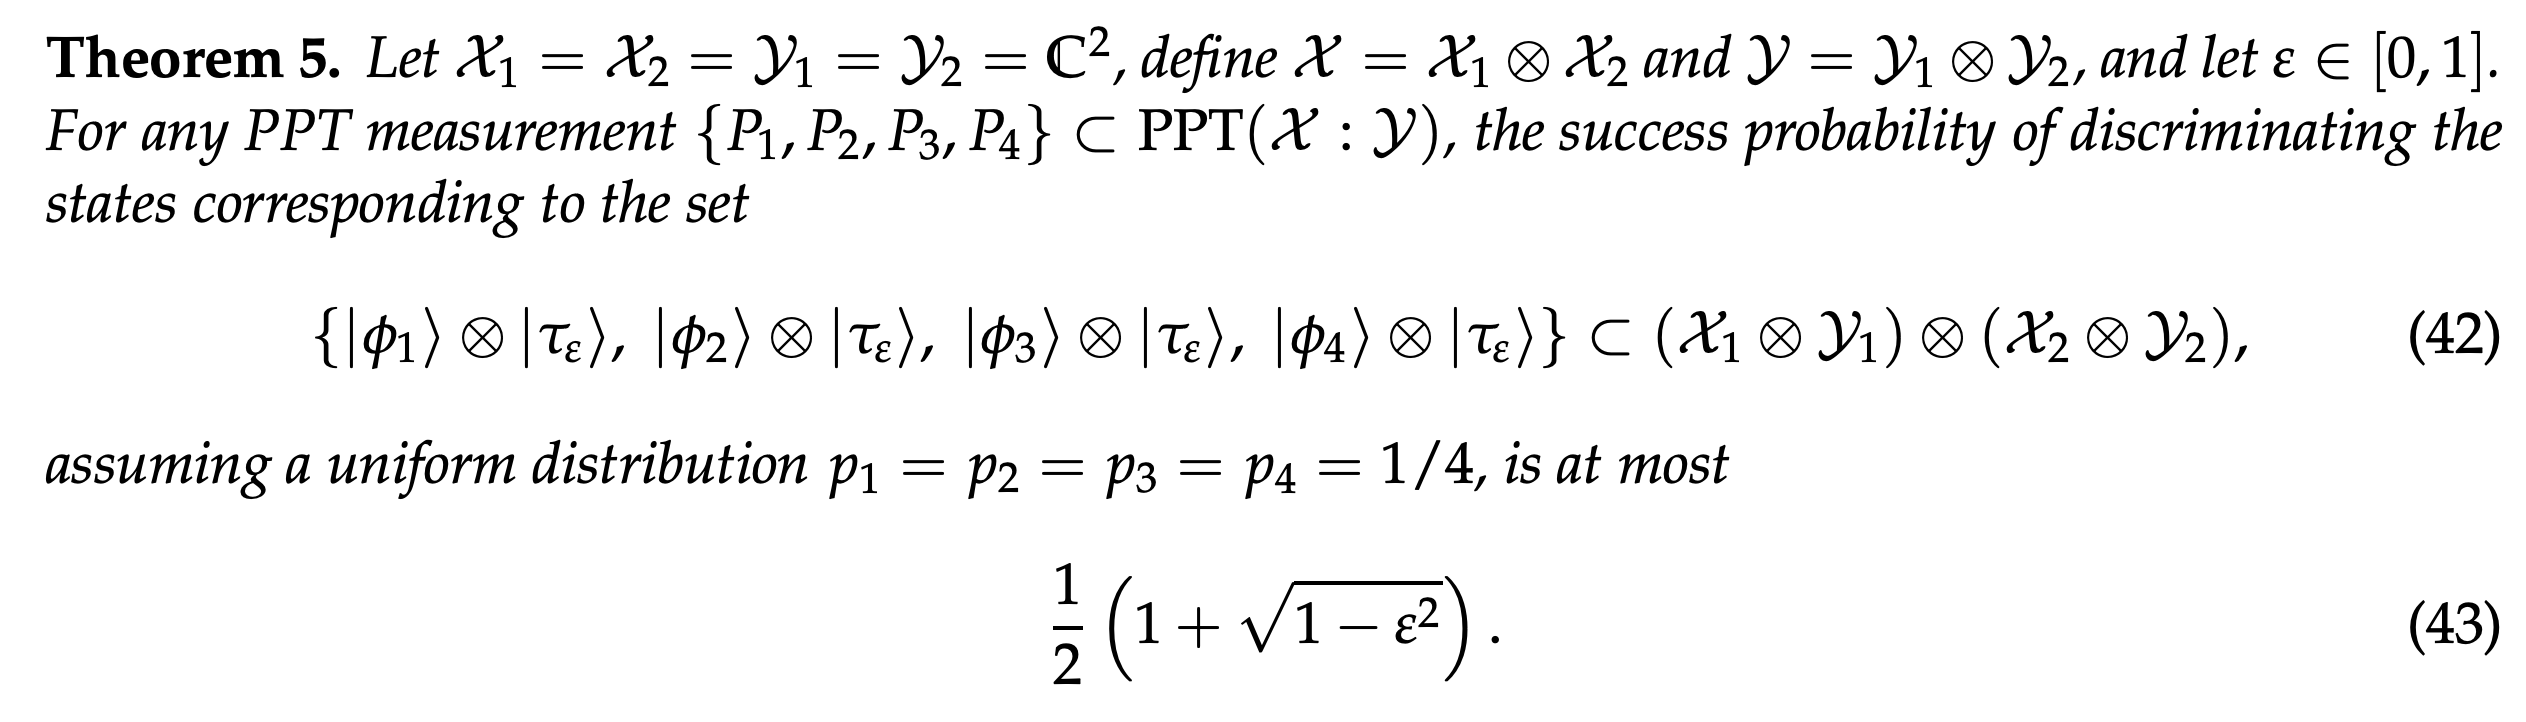 Theorem 5. Let 𝒳₁ = 𝒳₂ = 𝒴₁ = 𝒴₂ = ℂ², define 𝒳 = 𝒳₁ ⊗ 𝒳₂ and 𝒴 = 𝒴₁ ⊗ 𝒴₂, and let ε ∈ [0, 1].
For any PPT measurement {P₁, P₂, P₃, P₄} ⊂ PPT(𝒳 : 𝒴), the success probability of discriminating the
states corresponding to the set
{|ϕ₁⟩ ⊗ |τ_ε⟩, |ϕ₂⟩ ⊗ |τ_ε⟩, |ϕ₃⟩ ⊗ |τ_ε⟩, |ϕ₄⟩ ⊗ |τ_ε⟩} ⊂ (𝒳₁ ⊗ 𝒴₁) ⊗ (𝒳₂ ⊗ 𝒴₂), (42)
assuming a uniform distribution p₁ = p₂ = p₃ = p₄ = 1/4, is at most
1/2 (1 + √(1 − ε²)). (43)